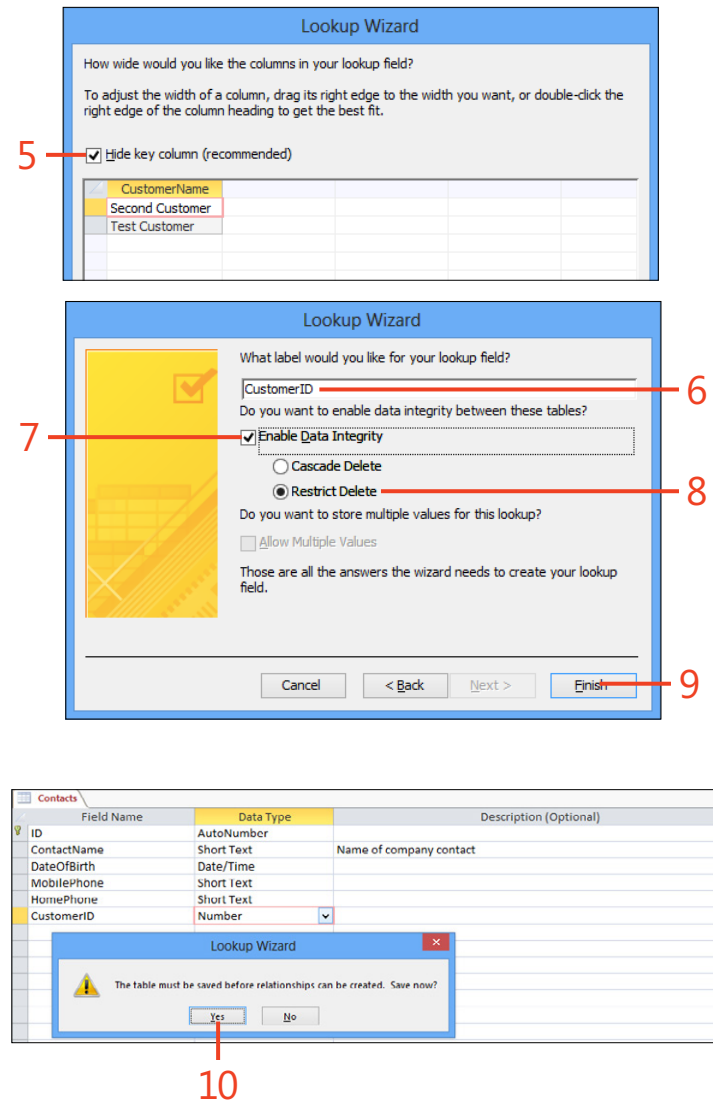 Lookup Wizard
How wide would you like the columns in your lookup field?
To adjust the width of a column, drag its right edge to the width you want, or double-click the
right edge of the column heading to get the best fit.
5
Hide key column (recommended)
CustomerName
Second Customer
Test Customer
Lookup Wizard
What label would you like for your lookup field?
CustomerID
6
Do you want to enable data integrity between these tables?
7
Enable Data Integrity
Cascade Delete
Restrict Delete
8
Do you want to store multiple values for this lookup?
Allow Multiple Values
Those are all the answers the wizard needs to create your lookup
field.
Cancel < Back Next > Finish
9
Contacts
Field Name Data Type Description (Optional)
ID AutoNumber
ContactName Short Text Name of company contact
DateOfBirth Date/Time
MobilePhone Short Text
HomePhone Short Text
CustomerID Number
Lookup Wizard
The table must be saved before relationships can be created. Save now?
Yes No
10